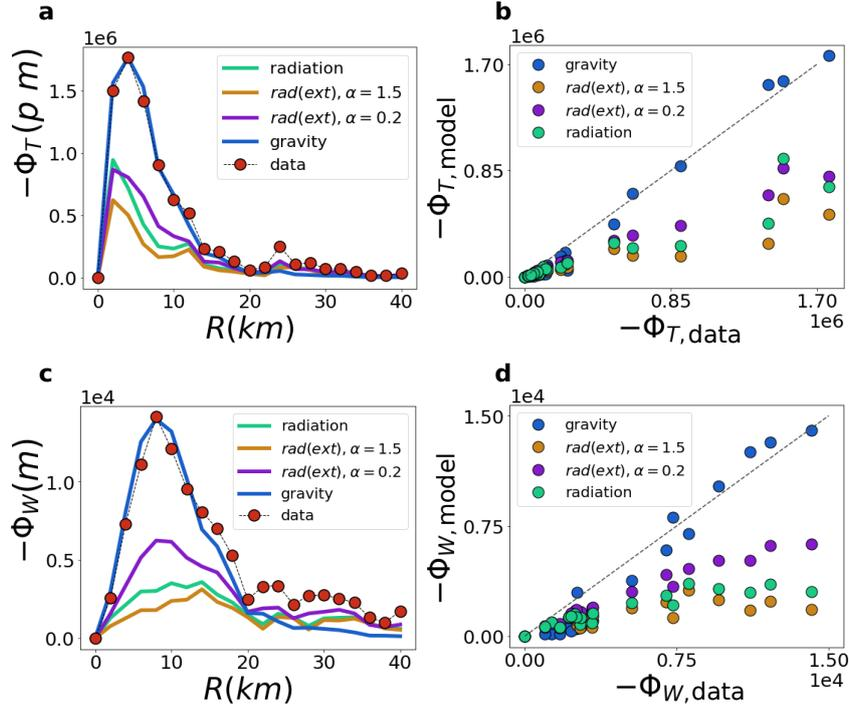 a
1e6
−Φ_T(p m)
1.5
1.0
0.5
0.0
radiation
rad(ext), α = 1.5
rad(ext), α = 0.2
gravity
data
0
10
20
30
40
R(km)
b
1e6
−Φ_T,model
1.70
0.85
0.00
gravity
rad(ext), α = 1.5
rad(ext), α = 0.2
radiation
0.00
0.85
1.70
1e6
−Φ_T,data
c
1e4
−Φ_W(m)
1.0
0.5
0.0
radiation
rad(ext), α = 1.5
rad(ext), α = 0.2
gravity
data
0
10
20
30
40
R(km)
d
1e4
−Φ_W,model
1.50
0.75
0.00
gravity
rad(ext), α = 1.5
rad(ext), α = 0.2
radiation
0.00
0.75
1.50
1e4
−Φ_W,data